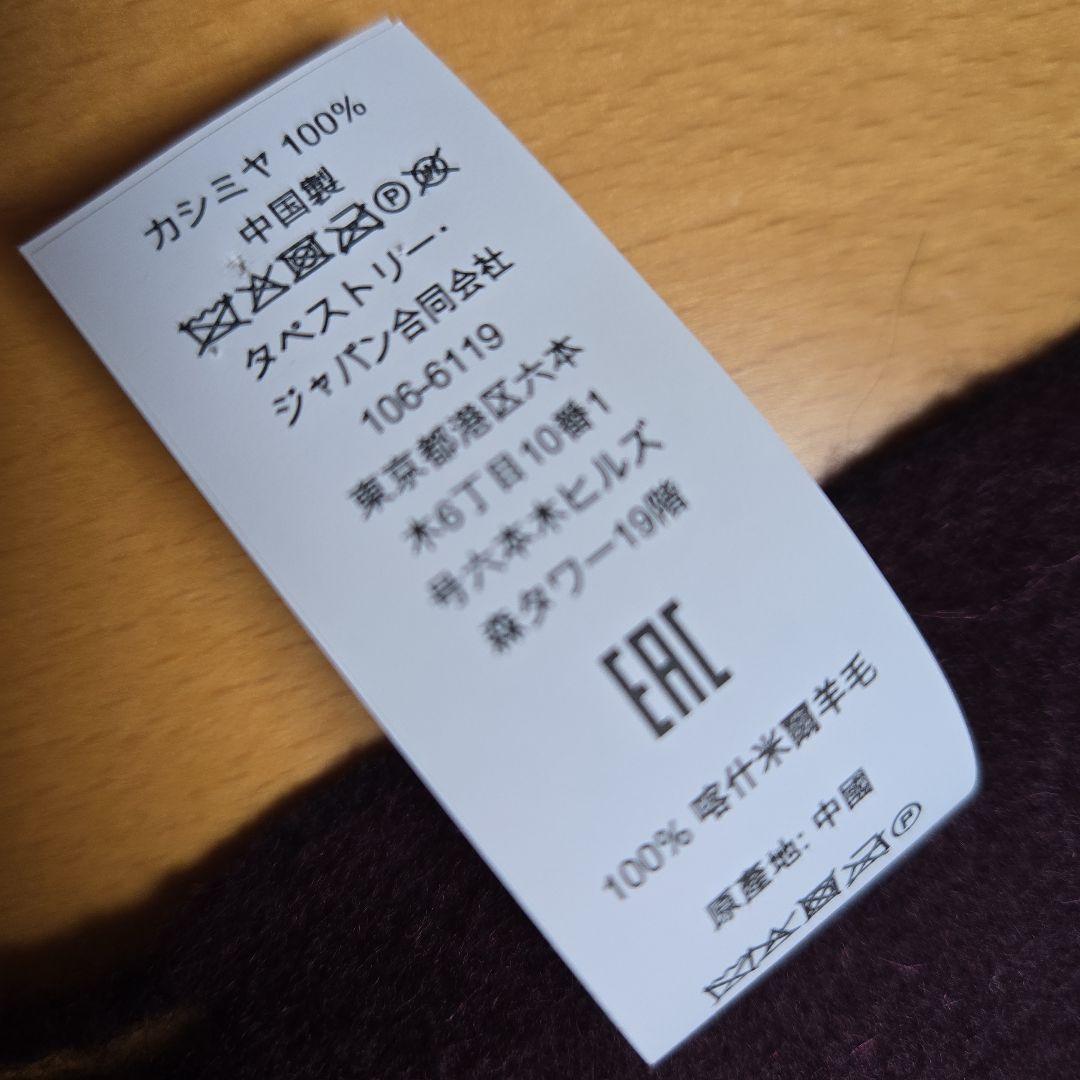 カシミヤ 100%
中国製
P W
タペストリー・
ジャパン合同会社
106-6119
東京都港区六本
木6丁目10番1
号六本木ヒルズ
森タワー19階
EAC
100% 喀什米爾羊毛
原產地: 中國
P